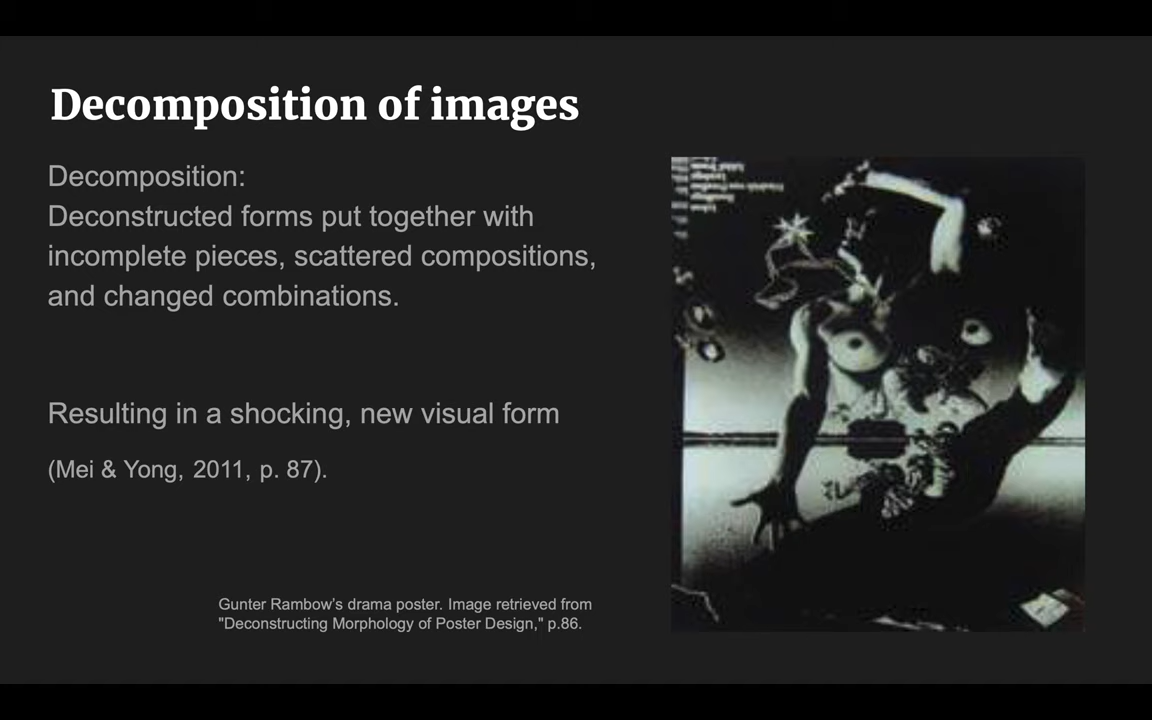 Decomposition of images
Decomposition:
Deconstructed forms put together with
incomplete pieces, scattered compositions,
and changed combinations.
Resulting in a shocking, new visual form
(Mei & Yong, 2011, p. 87).
Gunter Rambow’s drama poster. Image retrieved from
"Deconstructing Morphology of Poster Design," p.86.